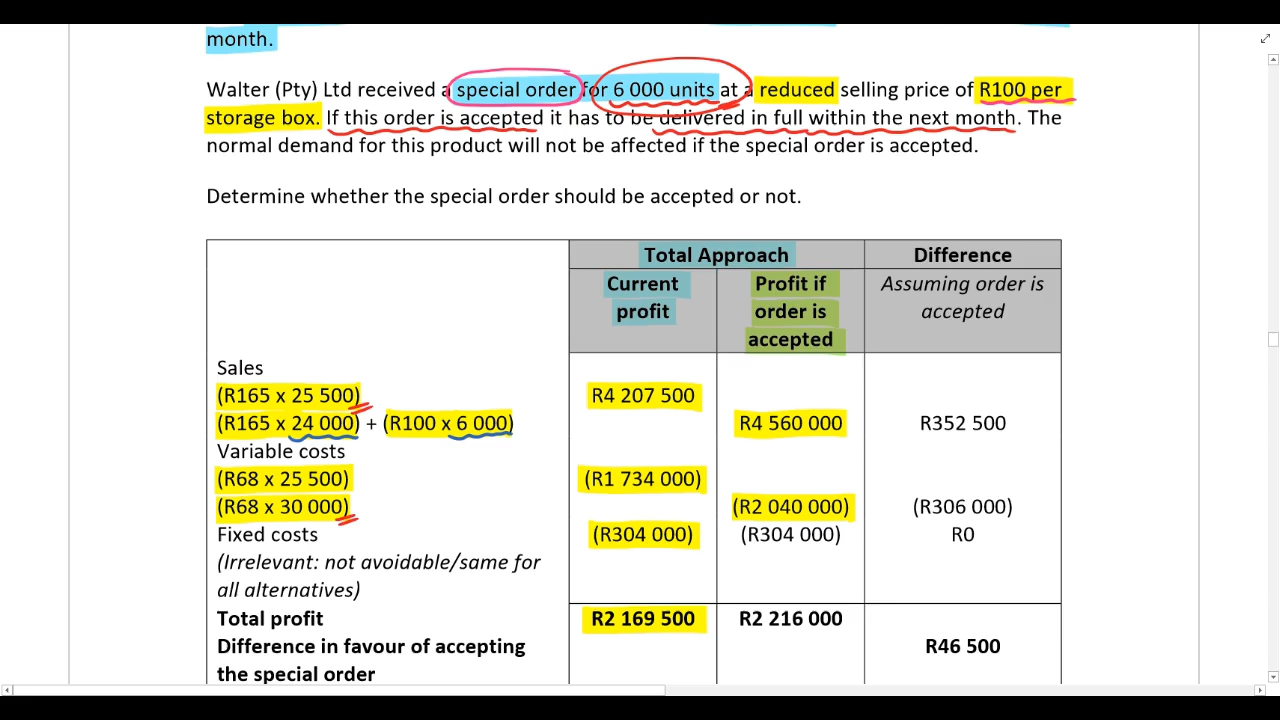 month.
Walter (Pty) Ltd received a special order for 6 000 units at a reduced selling price of R100 per
storage box. If this order is accepted it has to be delivered in full within the next month. The
normal demand for this product will not be affected if the special order is accepted.
Determine whether the special order should be accepted or not.
Total Approach Difference
Current Profit if Assuming order is
profit order is accepted
accepted
Sales
(R165 x 25 500) R4 207 500
(R165 x 24 000) + (R100 x 6 000) R4 560 000 R352 500
Variable costs
(R68 x 25 500) (R1 734 000)
(R68 x 30 000) (R2 040 000) (R306 000)
Fixed costs (R304 000) (R304 000) R0
(Irrelevant: not avoidable/same for
all alternatives)
Total profit R2 169 500 R2 216 000
Difference in favour of accepting R46 500
the special order